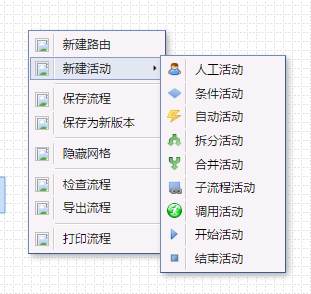 新建路由
新建活动
保存流程
保存为新版本
隐藏网格
检查流程
导出流程
打印流程
人工活动
条件活动
自动活动
拆分活动
合并活动
子流程活动
调用活动
开始活动
结束活动